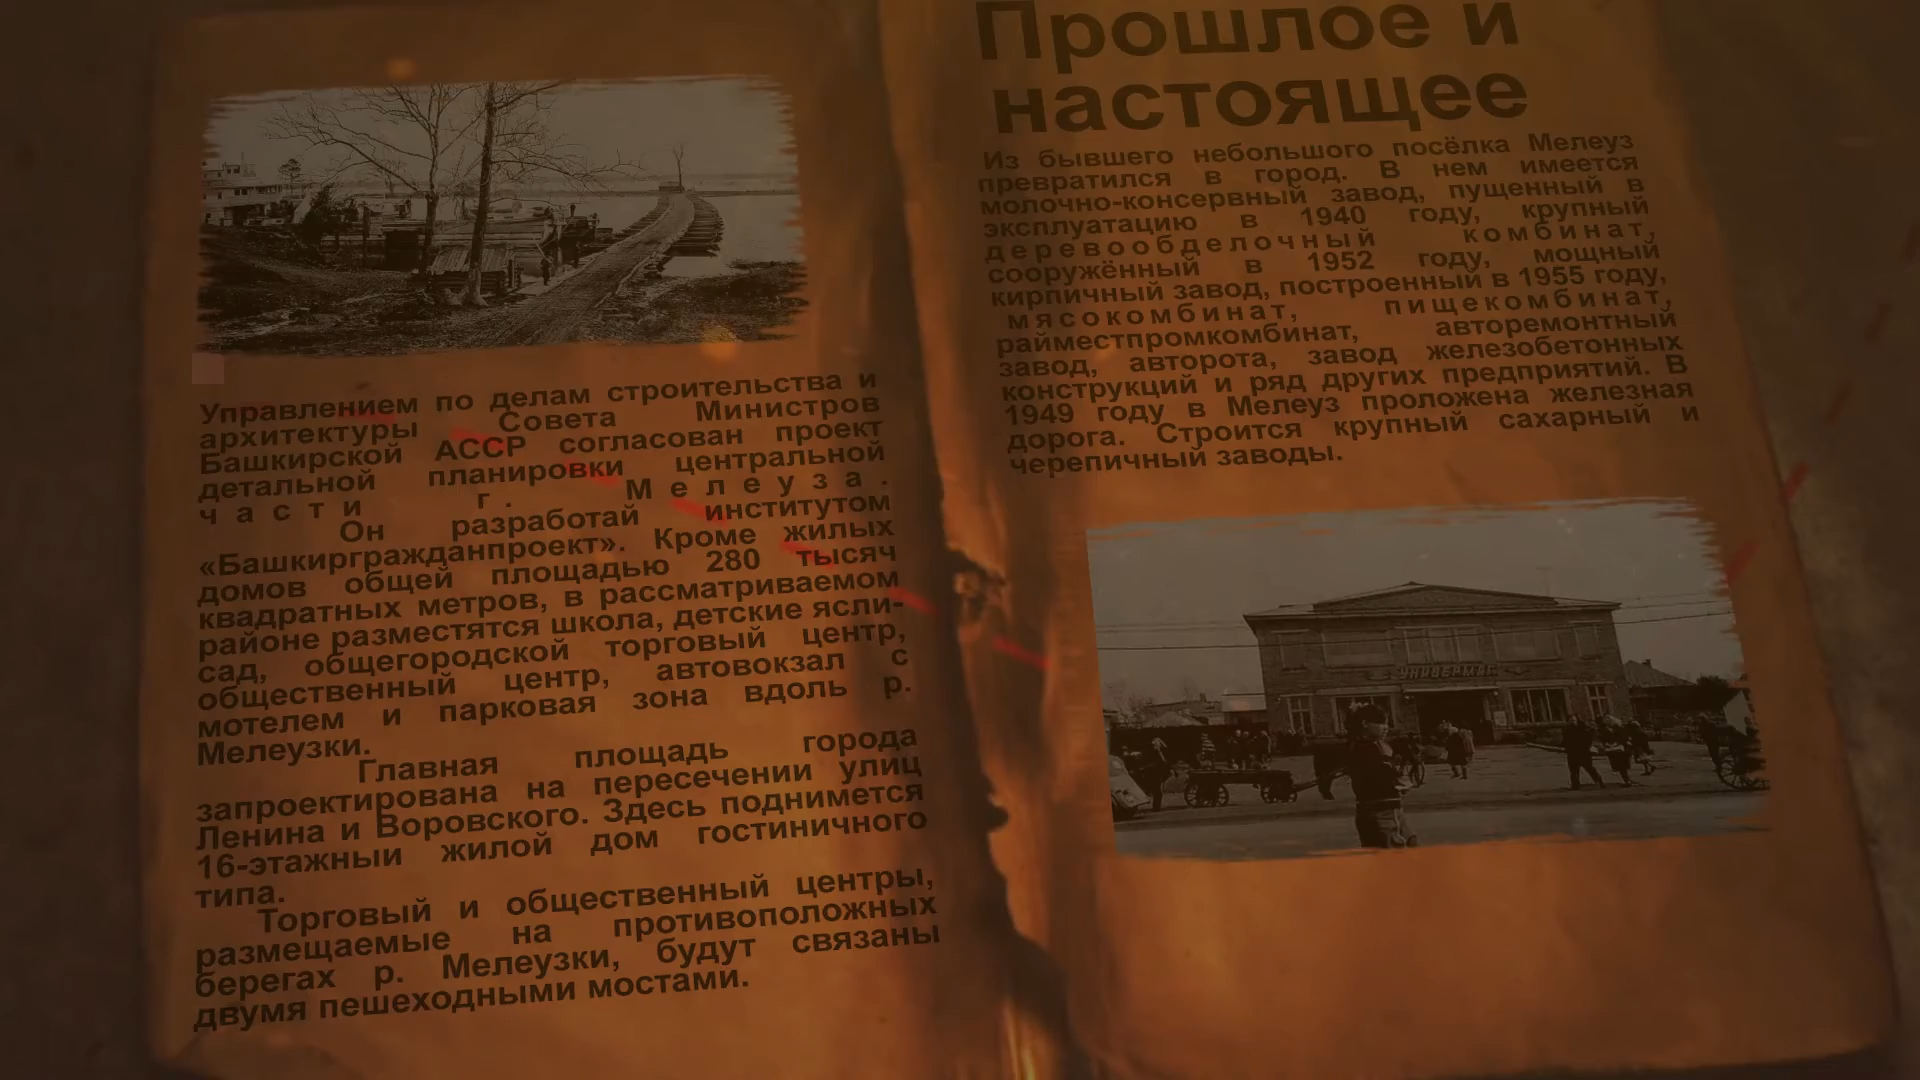 Управлением по делам строительства и
архитектуры Совета Министров
Башкирской АССР согласован проект
детальной планировки центральной
части г. Мелеуза.
Он разработай институтом
«Башкиргражданпроект». Кроме жилых
домов общей площадью 280 тысяч
квадратных метров, в рассматриваемом
районе разместятся школа, детские ясли-
сад, общегородской торговый центр,
общественный центр, автовокзал с
мотелем и парковая зона вдоль р.
Мелеузки.
Главная площадь города
запроектирована на пересечении улиц
Ленина и Воровского. Здесь поднимется
16-этажныи жилой дом гостиничного
типа.
Торговый и общественный центры,
размещаемые на противоположных
берегах р. Мелеузки, будут связаны
двумя пешеходными мостами.
Прошлое и
настоящее
Из бывшего небольшого посёлка Мелеуз
превратился в город. В нем имеется
молочно-консервный завод, пущенный в
эксплуатацию в 1940 году, крупный
деревообделочный комбинат,
сооружённый в 1952 году, мощный
кирпичный завод, построенный в 1955 году,
мясокомбинат, пищекомбинат,
райместпромкомбинат, авторемонтный
завод, авторота, завод железобетонных
конструкций и ряд других предприятий. В
1949 году в Мелеуз проложена железная
дорога. Строится крупный сахарный и
черепичный заводы.
УНИВЕРМАГ